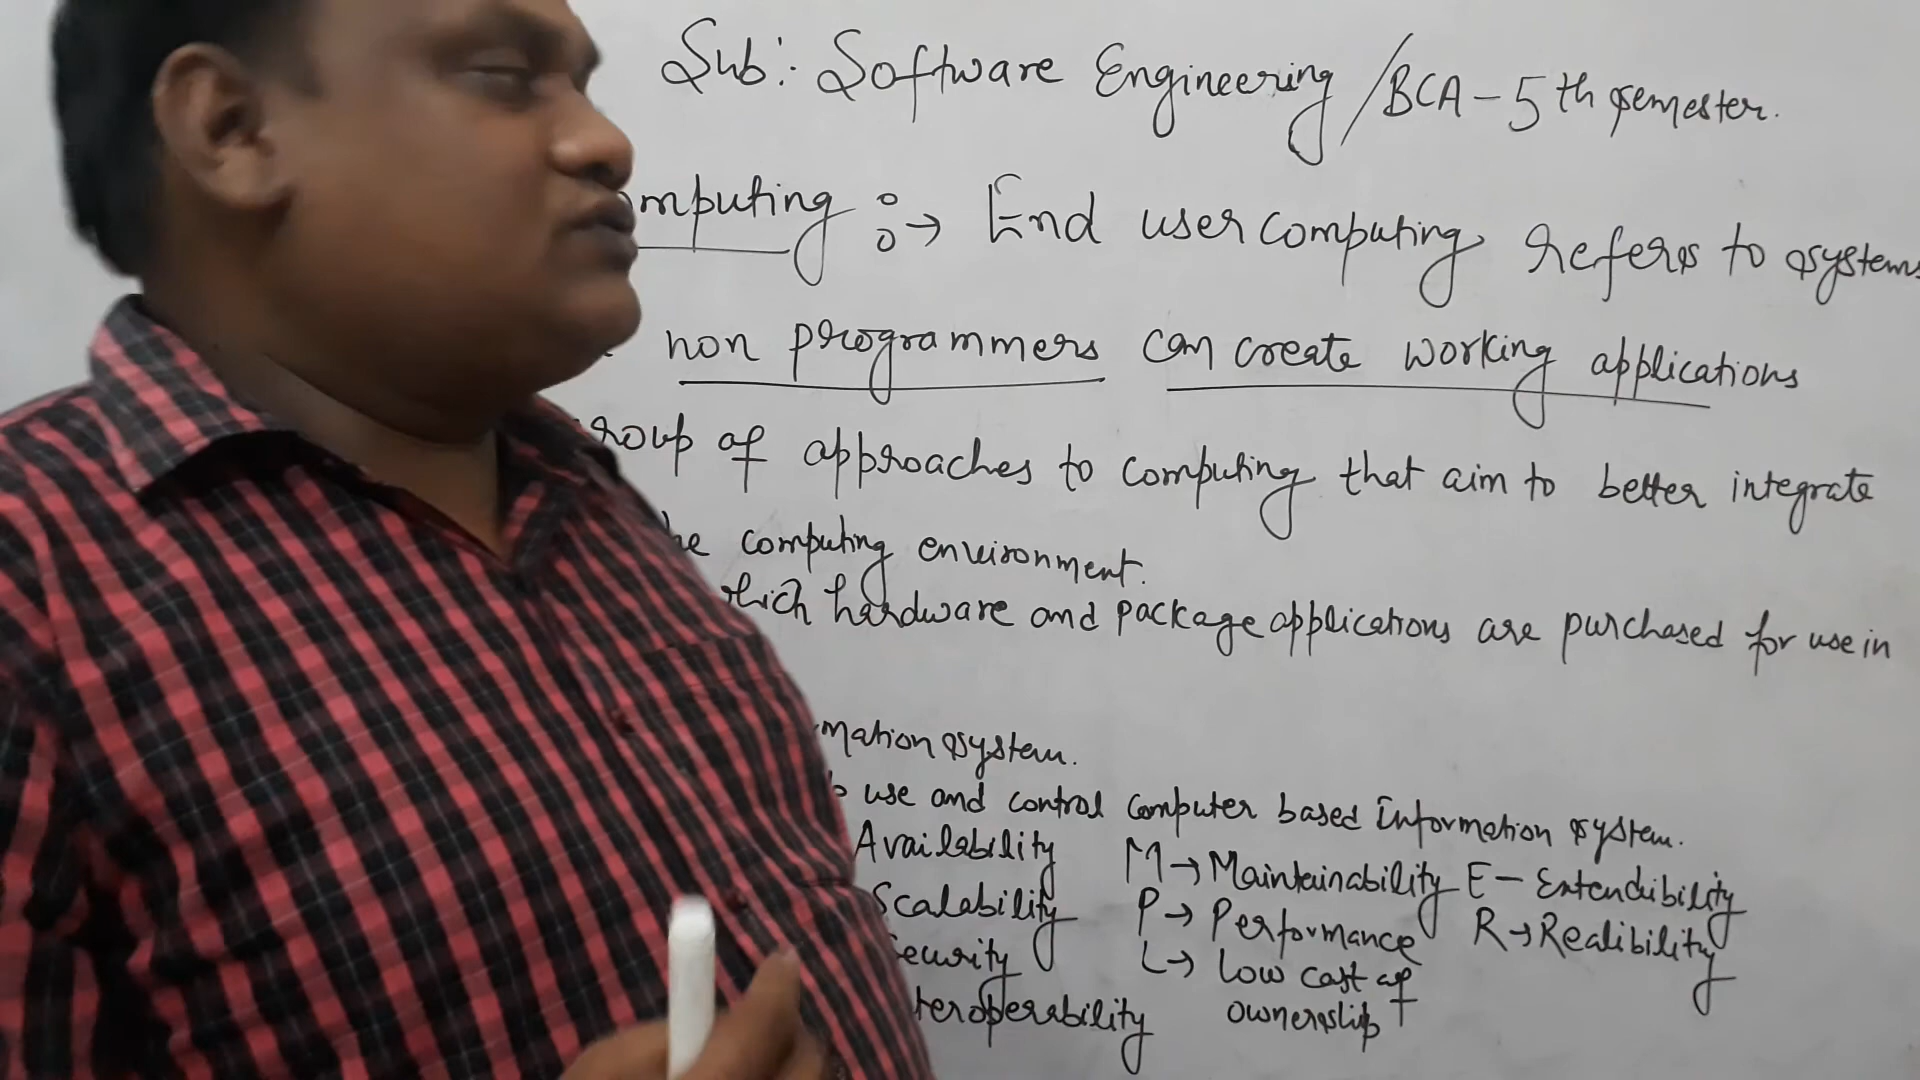 Sub: Software Engineering / BCA - 5th semester.
mputing :→ End user computing refers to systems
non programmers can create working applications
roup of approaches to computing that aim to better integrate
he computing environment.
which hardware and package applications are purchased for use in
mation system.
use and control computer based Information system.
Availability M→ Maintainability E - Extendibility
Scalability P→ Performance R→ Realibility
ecurity L→ Low cost of
teroperability ownership